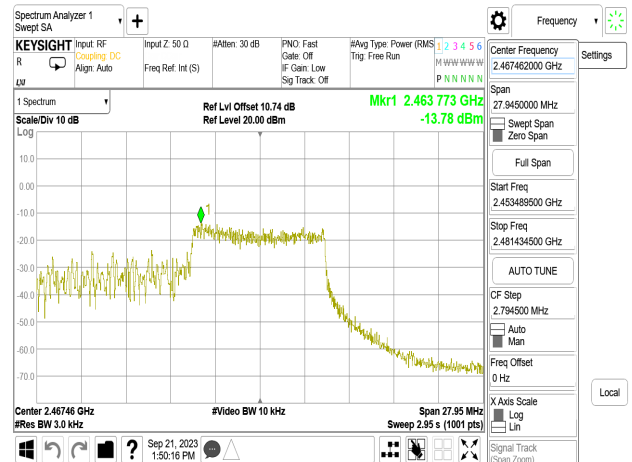 Spectrum Analyzer 1
Swept SA
Frequency
KEYSIGHT
R
LNI
Input: RF
Coupling: DC
Align: Auto
Input Z: 50 Ω
Freq Ref: Int (S)
#Atten: 30 dB
PNO: Fast
Gate: Off
IF Gain: Low
Sig Track: Off
#Avg Type: Power (RMS
Trig: Free Run
1 2 3 4 5 6
M W W W W W
P N N N N N
1 Spectrum
Scale/Div 10 dB
Log
Ref Lvl Offset 10.74 dB
Ref Level 20.00 dBm
Mkr1 2.463 773 GHz
-13.78 dBm
10.0
0.00
-10.0
-20.0
-30.0
-40.0
-50.0
-60.0
-70.0
1
Center 2.46746 GHz
#Res BW 3.0 kHz
#Video BW 10 kHz
Span 27.95 MHz
Sweep 2.95 s (1001 pts)
Sep 21, 2023
1:50:16 PM
?
Center Frequency
2.467462000 GHz
Settings
Span
27.9450000 MHz
Swept Span
Zero Span
Full Span
Start Freq
2.453489500 GHz
Stop Freq
2.481434500 GHz
AUTO TUNE
CF Step
2.794500 MHz
Auto
Man
Freq Offset
0 Hz
X Axis Scale
Log
Lin
Local
Signal Track
(Span Zoom)